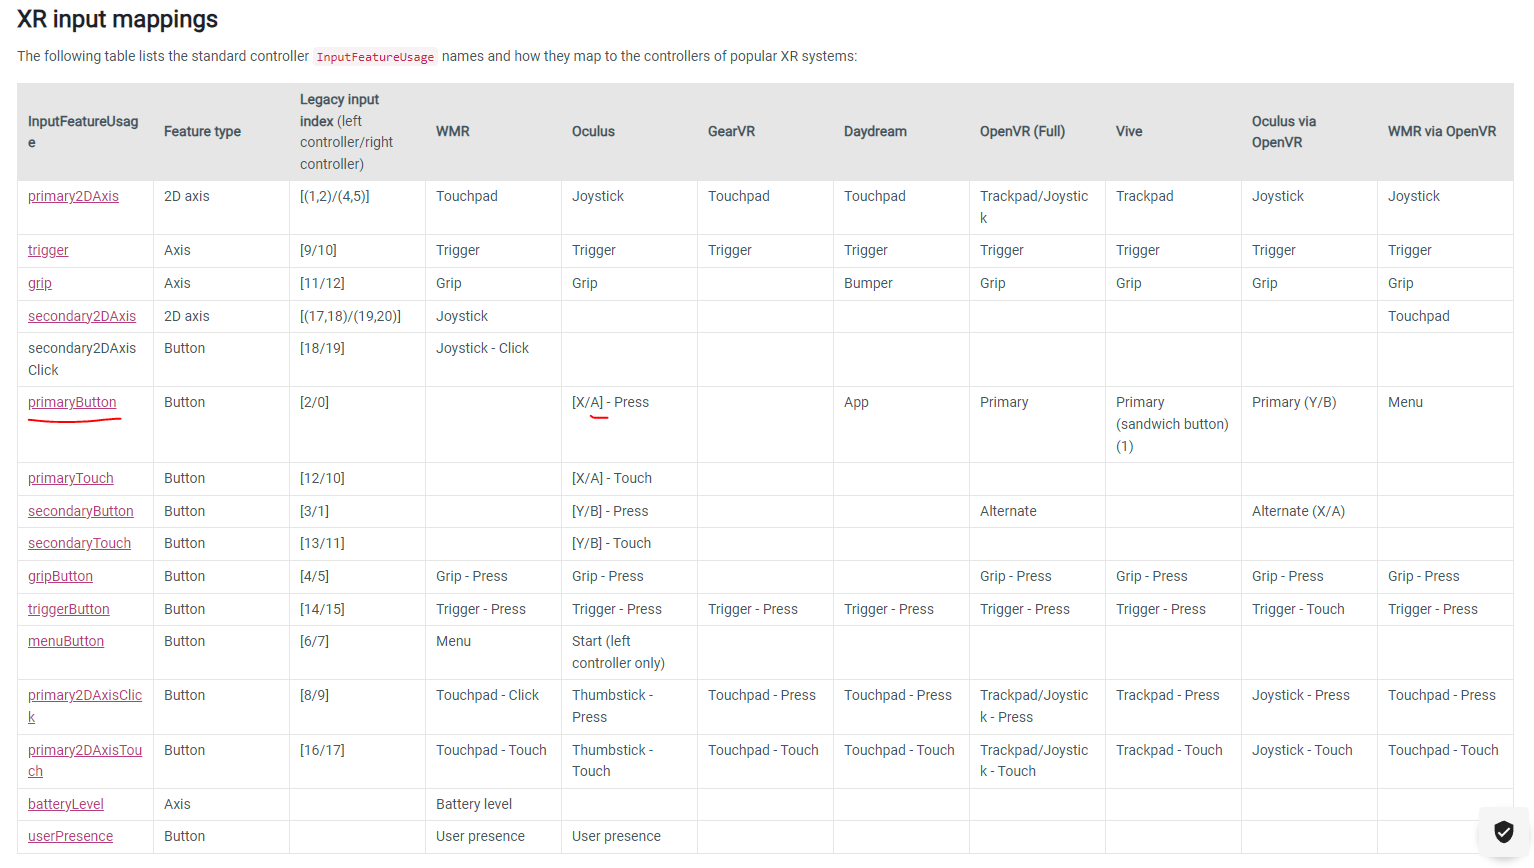 XR input mappings
The following table lists the standard controller InputFeatureUsage names and how they map to the controllers of popular XR systems:
InputFeatureUsag
e
Feature type
Legacy input
index (left
controller/right
controller)
WMR
Oculus
GearVR
Daydream
OpenVR (Full)
Vive
Oculus via
OpenVR
WMR via OpenVR
primary2DAxis
2D axis
[(1,2)/(4,5)]
Touchpad
Joystick
Touchpad
Touchpad
Trackpad/Joystic
k
Trackpad
Joystick
Joystick
trigger
Axis
[9/10]
Trigger
Trigger
Trigger
Trigger
Trigger
Trigger
Trigger
Trigger
grip
Axis
[11/12]
Grip
Grip
Bumper
Grip
Grip
Grip
Grip
secondary2DAxis
2D axis
[(17,18)/(19,20)]
Joystick
Touchpad
secondary2DAxis
Click
Button
[18/19]
Joystick - Click
primaryButton
Button
[2/0]
[X/A] - Press
App
Primary
Primary
(sandwich button)
(1)
Primary (Y/B)
Menu
primaryTouch
Button
[12/10]
[X/A] - Touch
secondaryButton
Button
[3/1]
[Y/B] - Press
Alternate
Alternate (X/A)
secondaryTouch
Button
[13/11]
[Y/B] - Touch
gripButton
Button
[4/5]
Grip - Press
Grip - Press
Grip - Press
Grip - Press
Grip - Press
Grip - Press
triggerButton
Button
[14/15]
Trigger - Press
Trigger - Press
Trigger - Press
Trigger - Press
Trigger - Press
Trigger - Press
Trigger - Touch
Trigger - Press
menuButton
Button
[6/7]
Menu
Start (left
controller only)
primary2DAxisClic
k
Button
[8/9]
Touchpad - Click
Thumbstick -
Press
Touchpad - Press
Touchpad - Press
Trackpad/Joystic
k - Press
Trackpad - Press
Joystick - Press
Touchpad - Press
primary2DAxisTou
ch
Button
[16/17]
Touchpad - Touch
Thumbstick -
Touch
Touchpad - Touch
Touchpad - Touch
Trackpad/Joystic
k - Touch
Trackpad - Touch
Joystick - Touch
Touchpad - Touch
batteryLevel
Axis
Battery level
userPresence
Button
User presence
User presence